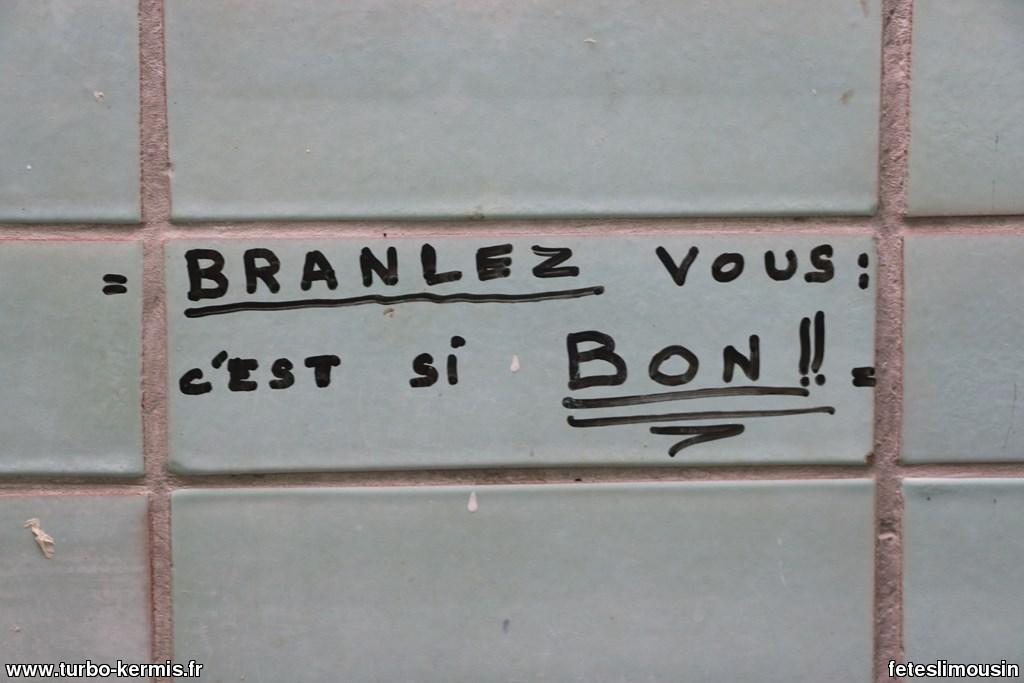 = BRANLEZ VOUS:
c'EST Si BON!! =
www.turbo-kermis.fr
feteslimousin